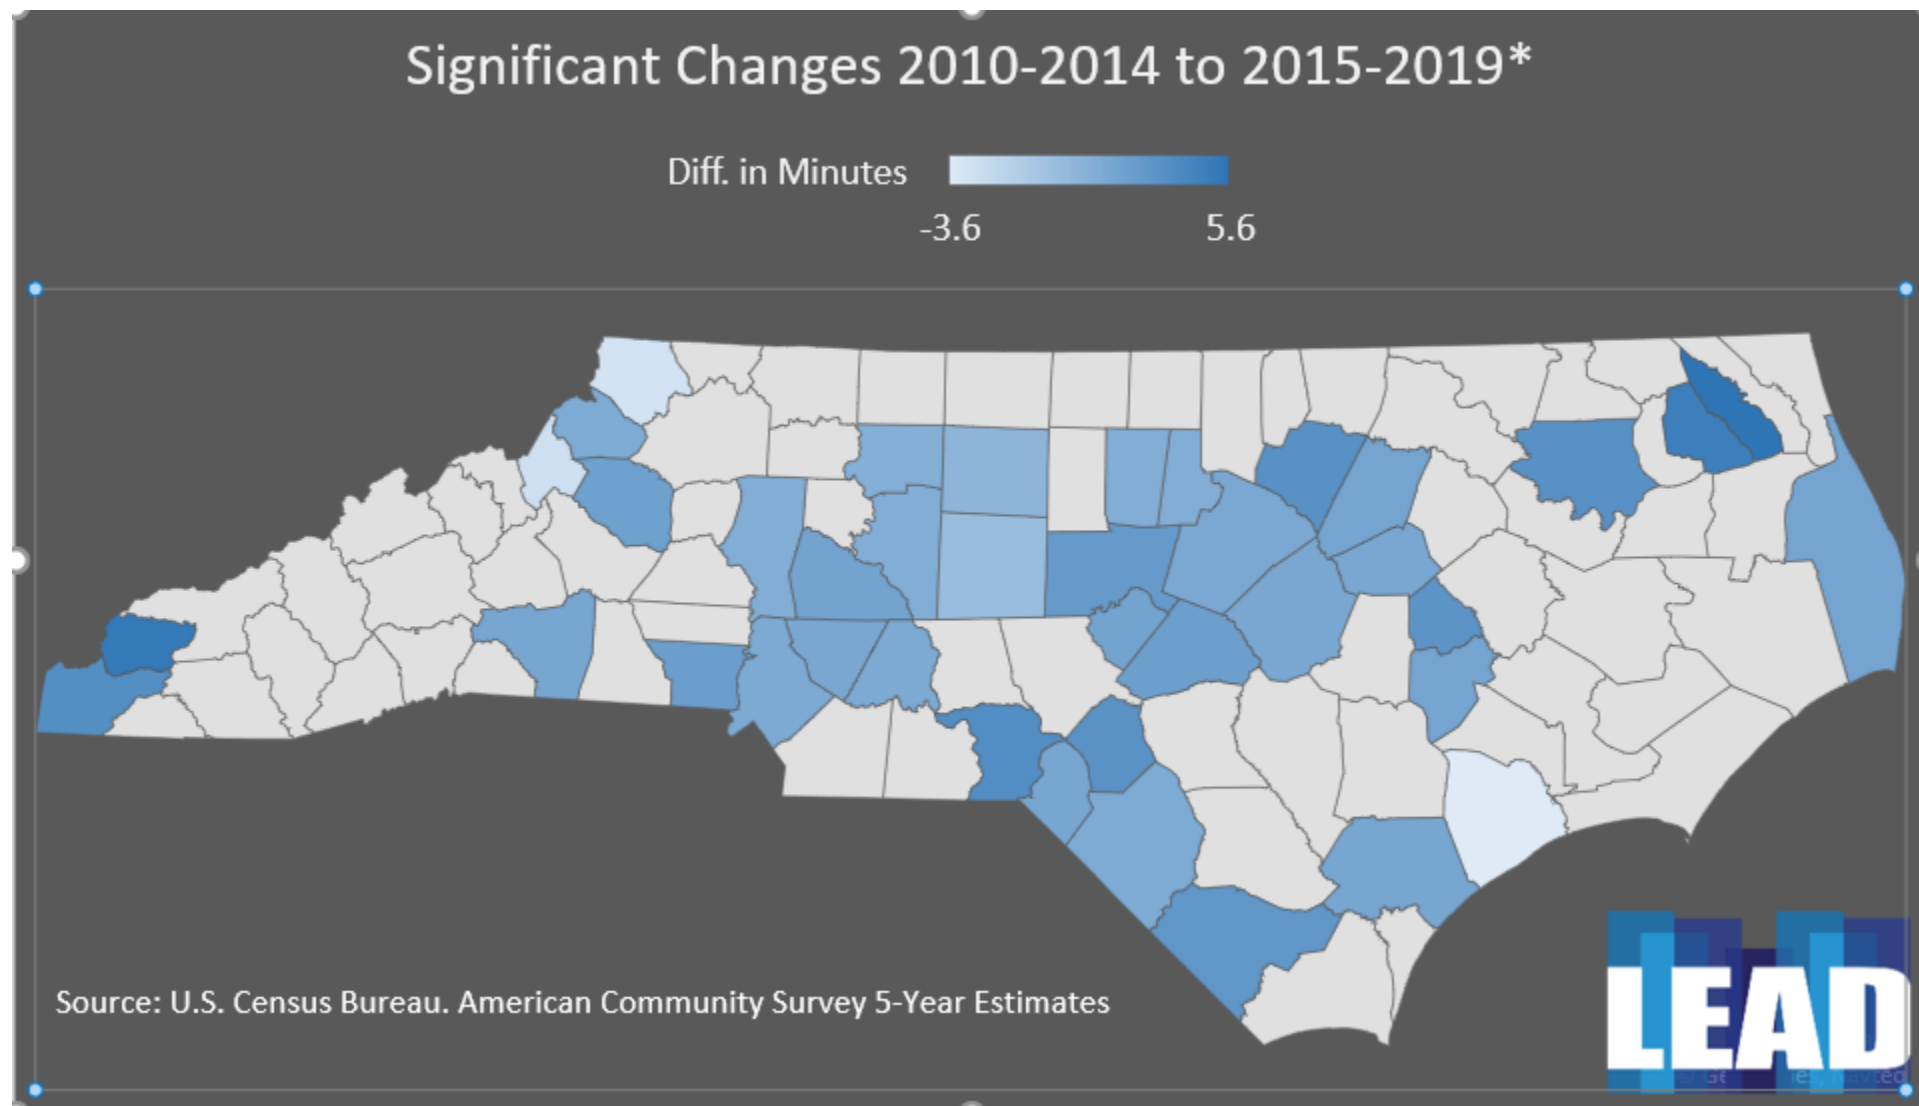 Significant Changes 2010-2014 to 2015-2019*
Diff. in Minutes
-3.6 5.6
Source: U.S. Census Bureau. American Community Survey 5-Year Estimates
LEAD